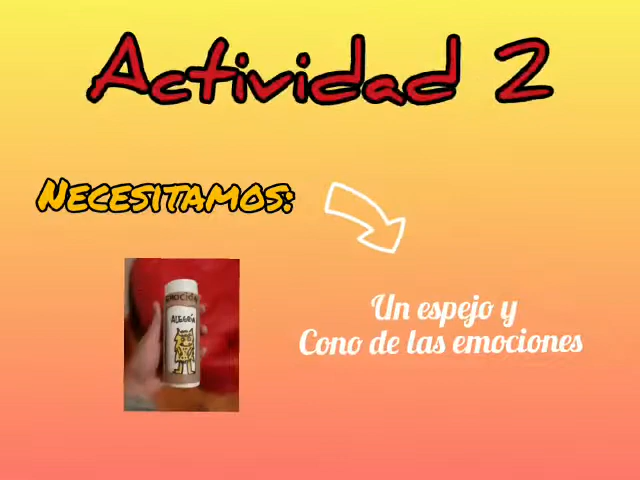 Actividad 2
Necesitamos:
Un espejo y
Cono de las emociones
ALEGRÍA